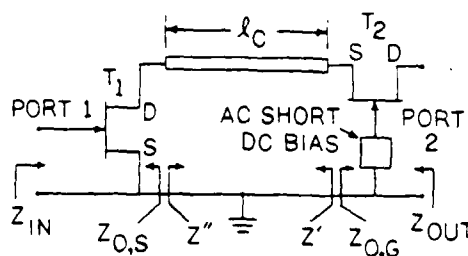 ℓC
T2
S D
T1
PORT 1
D
S
AC SHORT
DC BIAS
PORT
2
ZIN
ZO,S
Z"
Z'
ZO,G
ZOUT